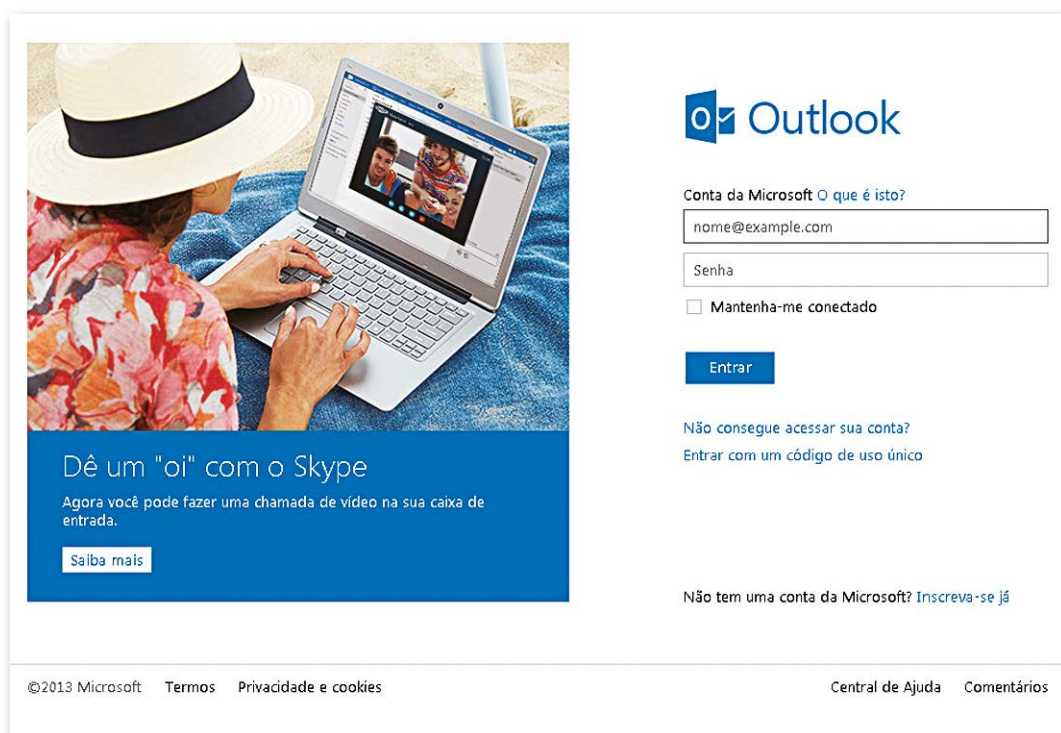 Outlook
Conta da Microsoft O que é isto?
nome@example.com
Senha
Mantenha-me conectado
Entrar
Não consegue acessar sua conta?
Entrar com um código de uso único
Dê um "oi" com o Skype
Agora você pode fazer uma chamada de vídeo na sua caixa de
entrada.
Saiba mais
Não tem uma conta da Microsoft? Inscreva-se já
©2013 Microsoft Termos Privacidade e cookies Central de Ajuda Comentários